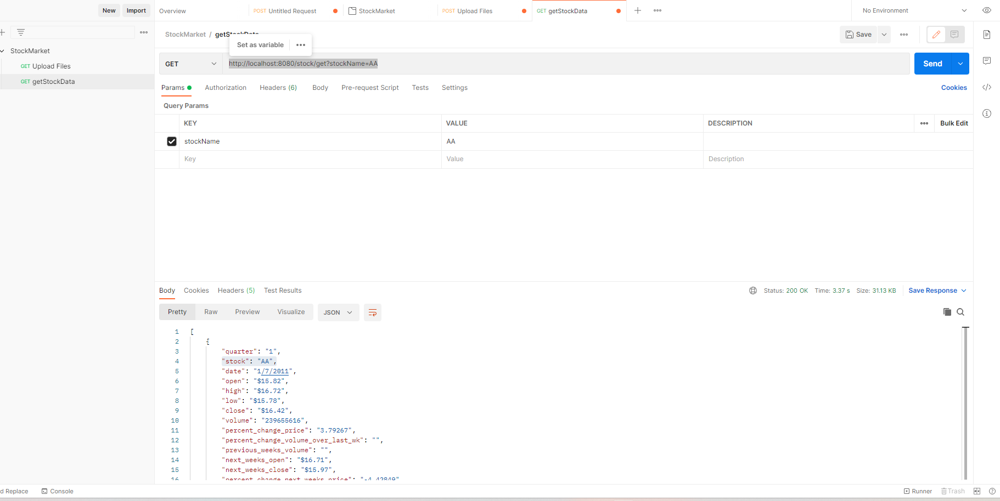 New Import Overview POST Untitled Request StockMarket POST Upload Files GET getStockData No Environment
StockMarket / getStockData Save
Set as variable
StockMarket
GET http://localhost:8080/stock/get?stockName=AA Send
GET Upload Files
GET getStockData
Params Authorization Headers (6) Body Pre-request Script Tests Settings Cookies
Query Params
KEY VALUE DESCRIPTION Bulk Edit
stockName AA
Key Value Description
Body Cookies Headers (5) Test Results Status: 200 OK Time: 3.37 s Size: 31.13 KB Save Response
Pretty Raw Preview Visualize JSON
1 [
2 {
3 "quarter": "1",
4 "stock": "AA",
5 "date": "1/7/2011",
6 "open": "$15.82",
7 "high": "$16.72",
8 "low": "$15.78",
9 "close": "$16.42",
10 "volume": "239655616",
11 "percent_change_price": "3.79267",
12 "percent_change_volume_over_last_wk": "",
13 "previous_weeks_volume": "",
14 "next_weeks_open": "$16.71",
15 "next_weeks_close": "$15.97",
16 "percent_change_next_weeks_price": "-4.42849"
d Replace Console Runner Trash